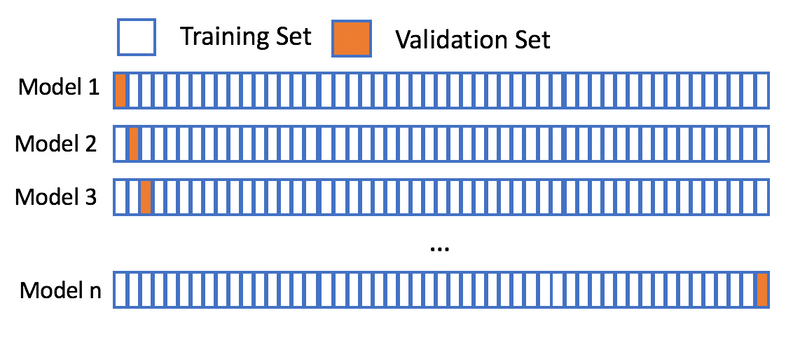 Training Set Validation Set
Model 1
Model 2
Model 3
...
Model n